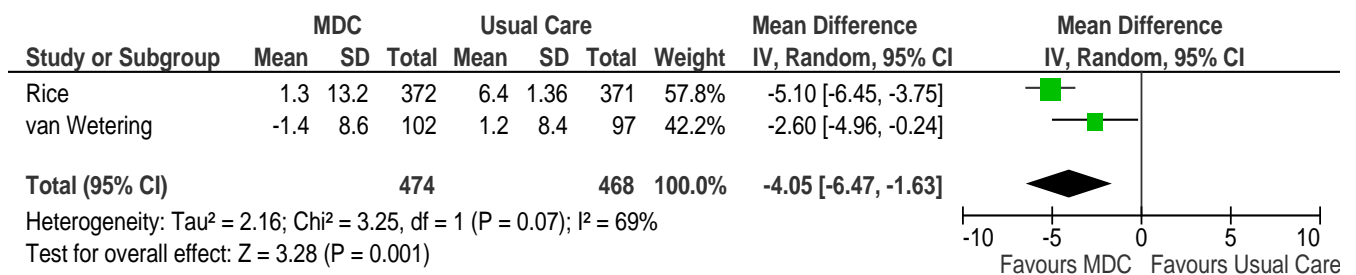 MDC Usual Care Mean Difference Mean Difference
Study or Subgroup Mean SD Total Mean SD Total Weight IV, Random, 95% CI IV, Random, 95% CI
Rice 1.3 13.2 372 6.4 1.36 371 57.8% -5.10 [-6.45, -3.75]
van Wetering -1.4 8.6 102 1.2 8.4 97 42.2% -2.60 [-4.96, -0.24]
Total (95% CI) 474 468 100.0% -4.05 [-6.47, -1.63]
Heterogeneity: Tau² = 2.16; Chi² = 3.25, df = 1 (P = 0.07); I² = 69%
Test for overall effect: Z = 3.28 (P = 0.001)
-10 -5 0 5 10
Favours MDC Favours Usual Care